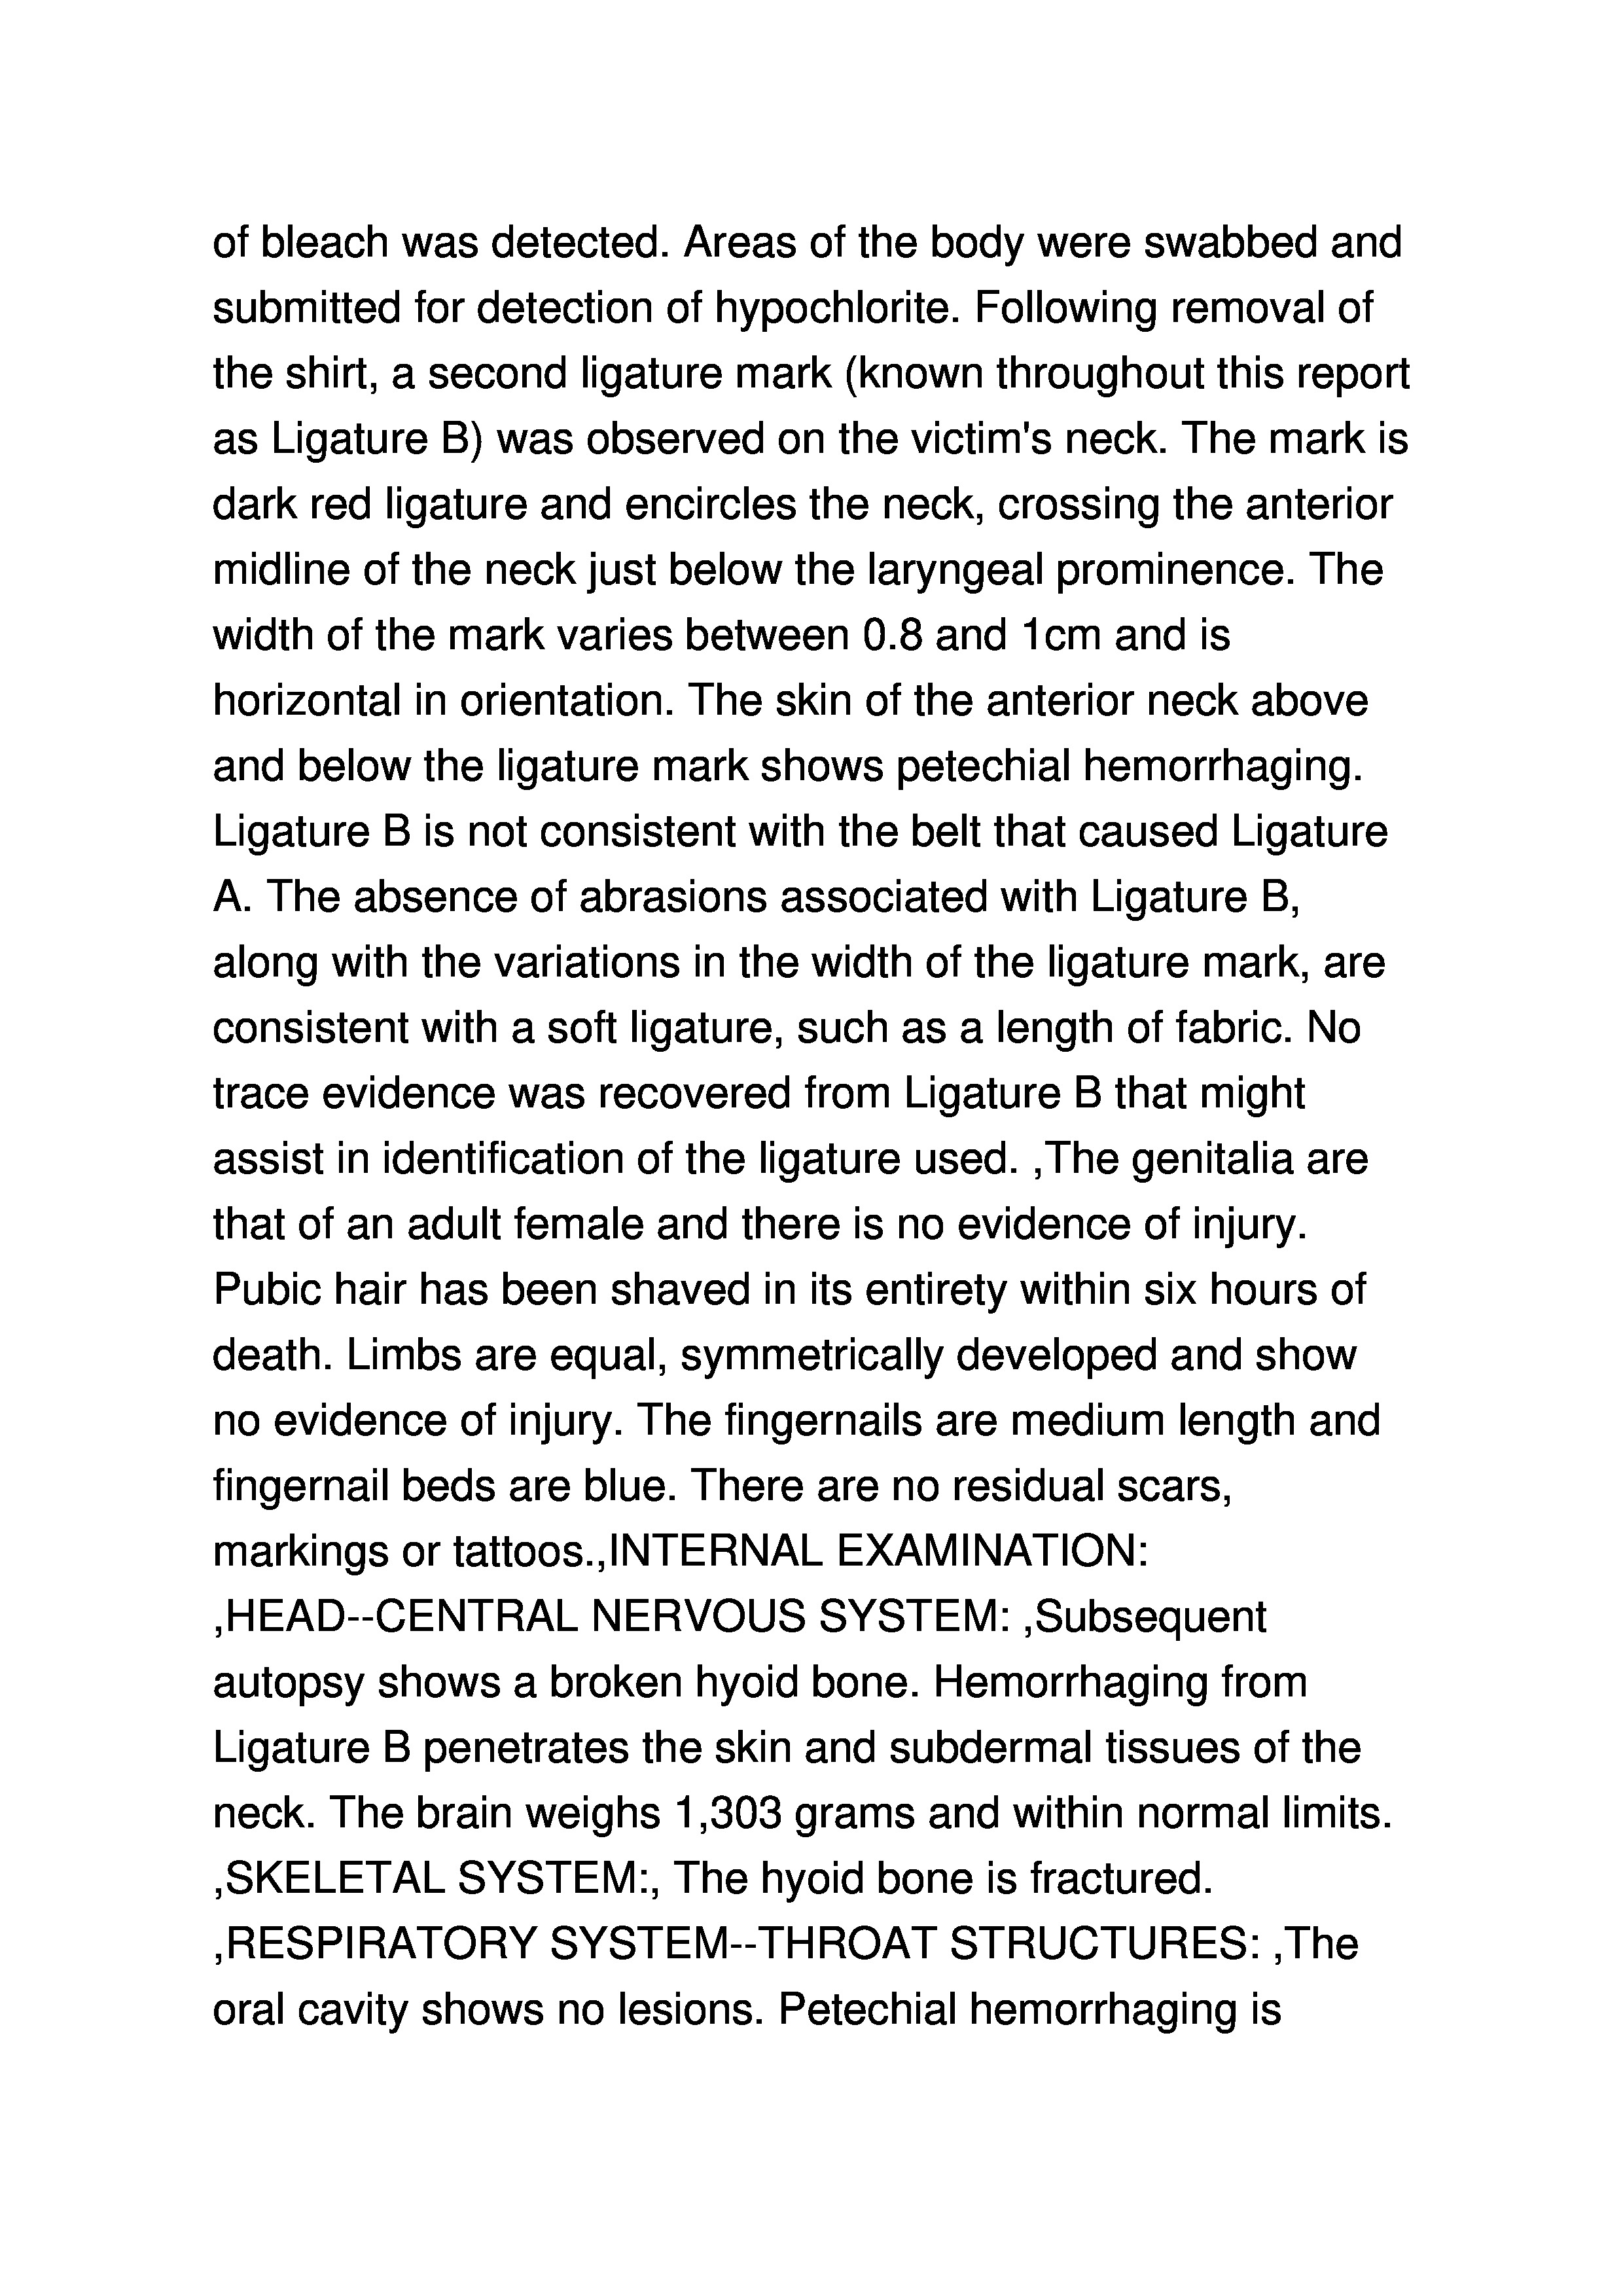 of bleach was detected. Areas of the body were swabbed and
submitted for detection of hypochlorite. Following removal of
the shirt, a second ligature mark (known throughout this report
as Ligature B) was observed on the victim's neck. The mark is
dark red ligature and encircles the neck, crossing the anterior
midline of the neck just below the laryngeal prominence. The
width of the mark varies between 0.8 and 1cm and is
horizontal in orientation. The skin of the anterior neck above
and below the ligature mark shows petechial hemorrhaging.
Ligature B is not consistent with the belt that caused Ligature
A. The absence of abrasions associated with Ligature B,
along with the variations in the width of the ligature mark, are
consistent with a soft ligature, such as a length of fabric. No
trace evidence was recovered from Ligature B that might
assist in identification of the ligature used. ,The genitalia are
that of an adult female and there is no evidence of injury.
Pubic hair has been shaved in its entirety within six hours of
death. Limbs are equal, symmetrically developed and show
no evidence of injury. The fingernails are medium length and
fingernail beds are blue. There are no residual scars,
markings or tattoos.,INTERNAL EXAMINATION:
,HEAD--CENTRAL NERVOUS SYSTEM: ,Subsequent
autopsy shows a broken hyoid bone. Hemorrhaging from
Ligature B penetrates the skin and subdermal tissues of the
neck. The brain weighs 1,303 grams and within normal limits.
,SKELETAL SYSTEM:, The hyoid bone is fractured.
,RESPIRATORY SYSTEM--THROAT STRUCTURES: ,The
oral cavity shows no lesions. Petechial hemorrhaging is